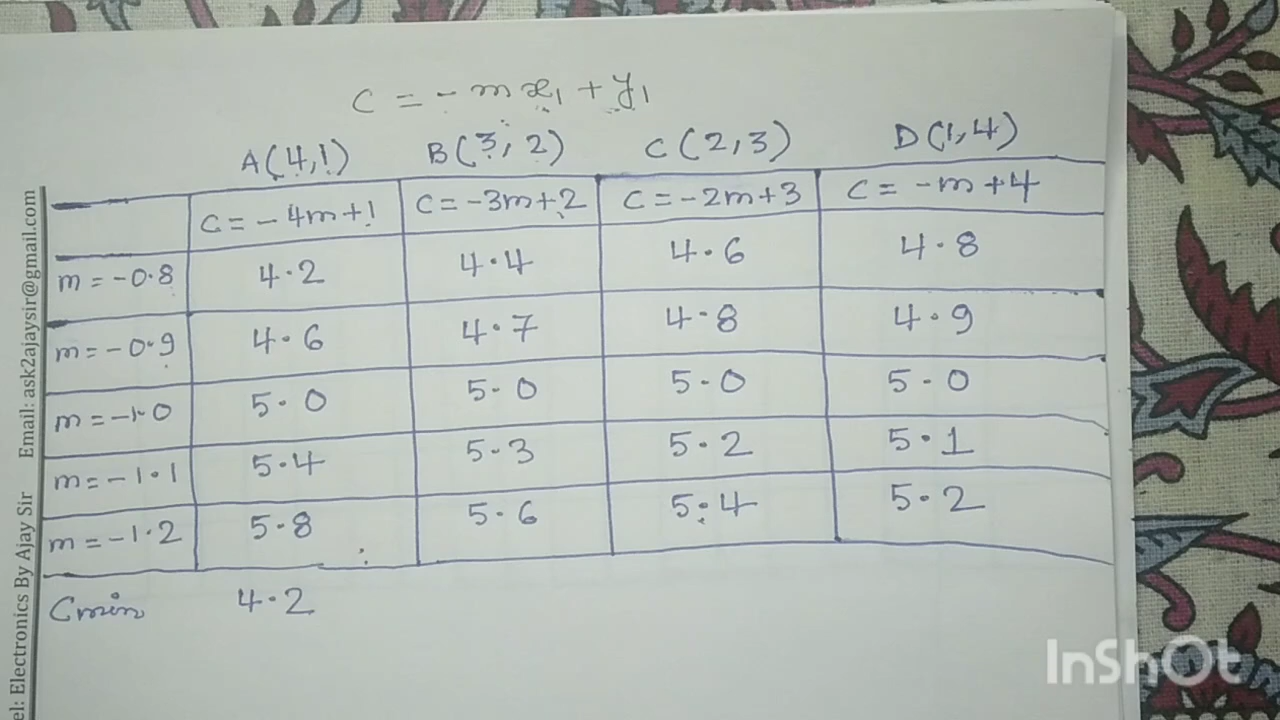 C = - m x1 + y1
A(4,1) B(3,2) C(2,3) D(1,4)
C = -4m+1 C = -3m+2 C = -2m+3 C = -m+4
m = -0.8 4.2 4.4 4.6 4.8
m = -0.9 4.6 4.7 4.8 4.9
m = -1.0 5.0 5.0 5.0 5.0
m = -1.1 5.4 5.3 5.2 5.1
m = -1.2 5.8 5.6 5.4 5.2
Cmin 4.2
el: Electronics By Ajay Sir Email: ask2ajaysir@gmail.com
InShOt